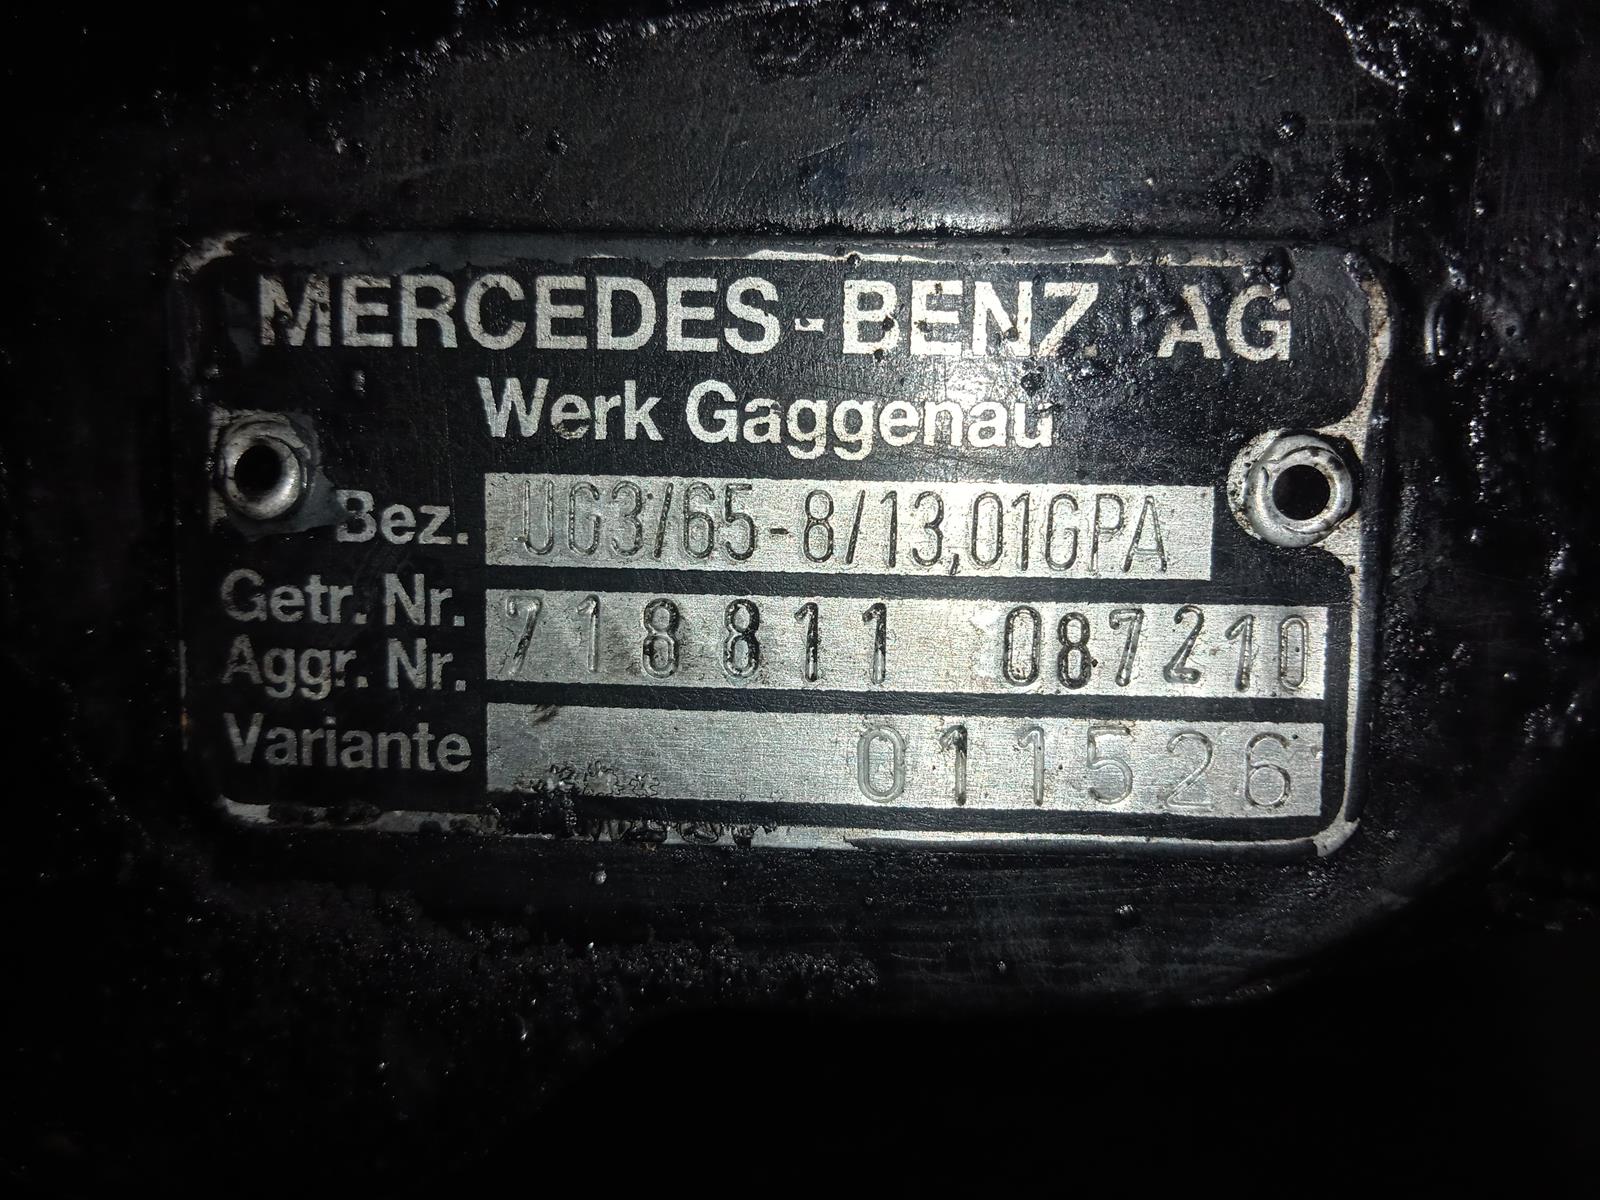 MERCEDES-BENZ AG
Werk Gaggenau
Bez. UG3/65-8/13,01GPA
Getr. Nr.
Aggr. Nr. 718811 087210
Variante 011526